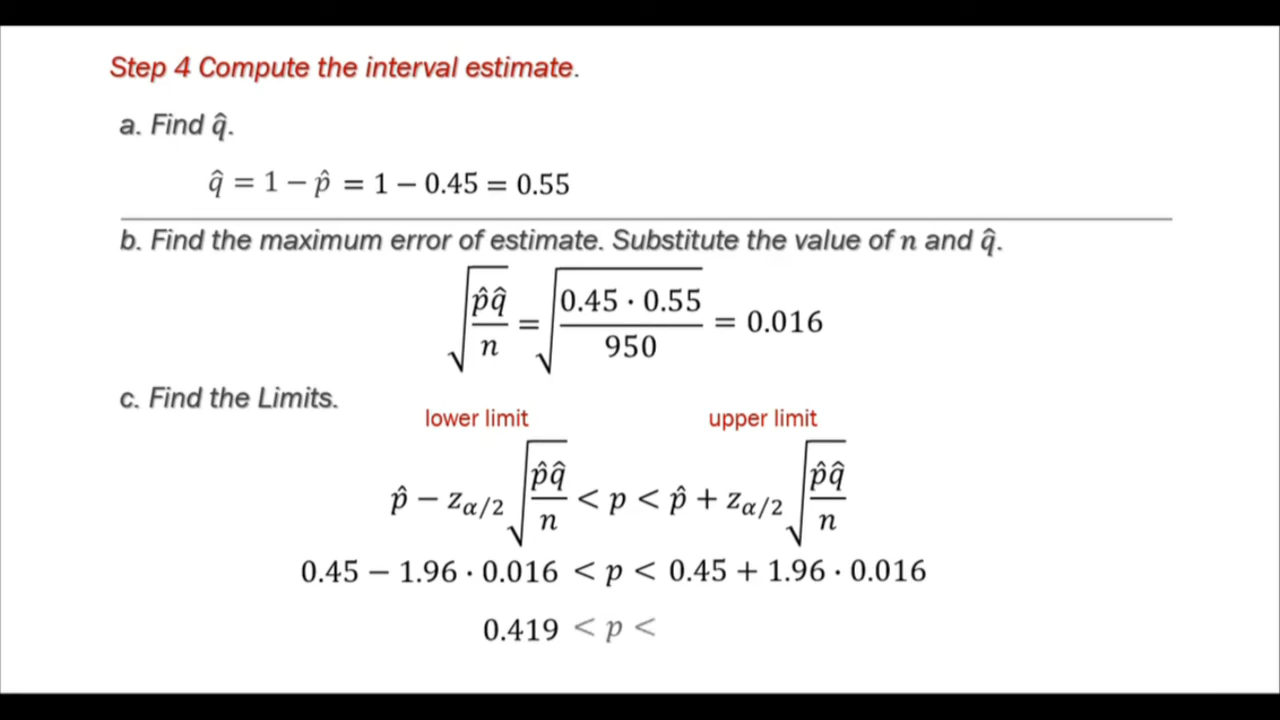 Step 4 Compute the interval estimate.
a. Find q̂.
q̂ = 1 − p̂ = 1 − 0.45 = 0.55
b. Find the maximum error of estimate. Substitute the value of n and q̂.
√(p̂q̂/n) = √(0.45 · 0.55/950) = 0.016
c. Find the Limits.
lower limit upper limit
p̂ − z_α/2 √(p̂q̂/n) < p < p̂ + z_α/2 √(p̂q̂/n)
0.45 − 1.96 · 0.016 < p < 0.45 + 1.96 · 0.016
0.419 < p <